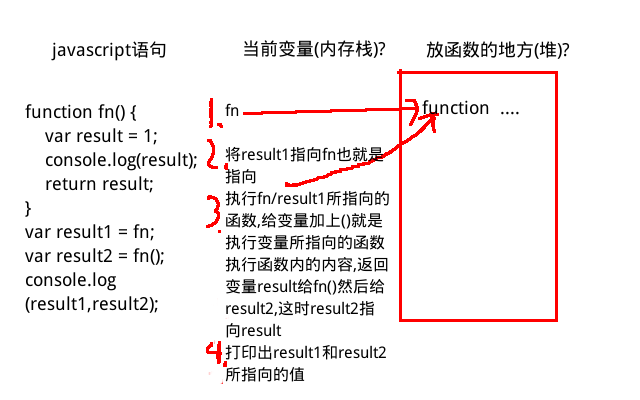 javascript语句
当前变量(内存栈)?
放函数的地方(堆)?
function fn() {
var result = 1;
console.log(result);
return result;
}
var result1 = fn;
var result2 = fn();
console.log
(result1,result2);
1.
fn
2.
将result1指向fn也就是
指向
3.
执行fn/result1所指向的
函数,给变量加上()就是
执行变量所指向的函数
执行函数内的内容,返回
变量result给fn()然后给
result2,这时result2指
向result
4.
打印出result1和result2
所指向的值
function ....